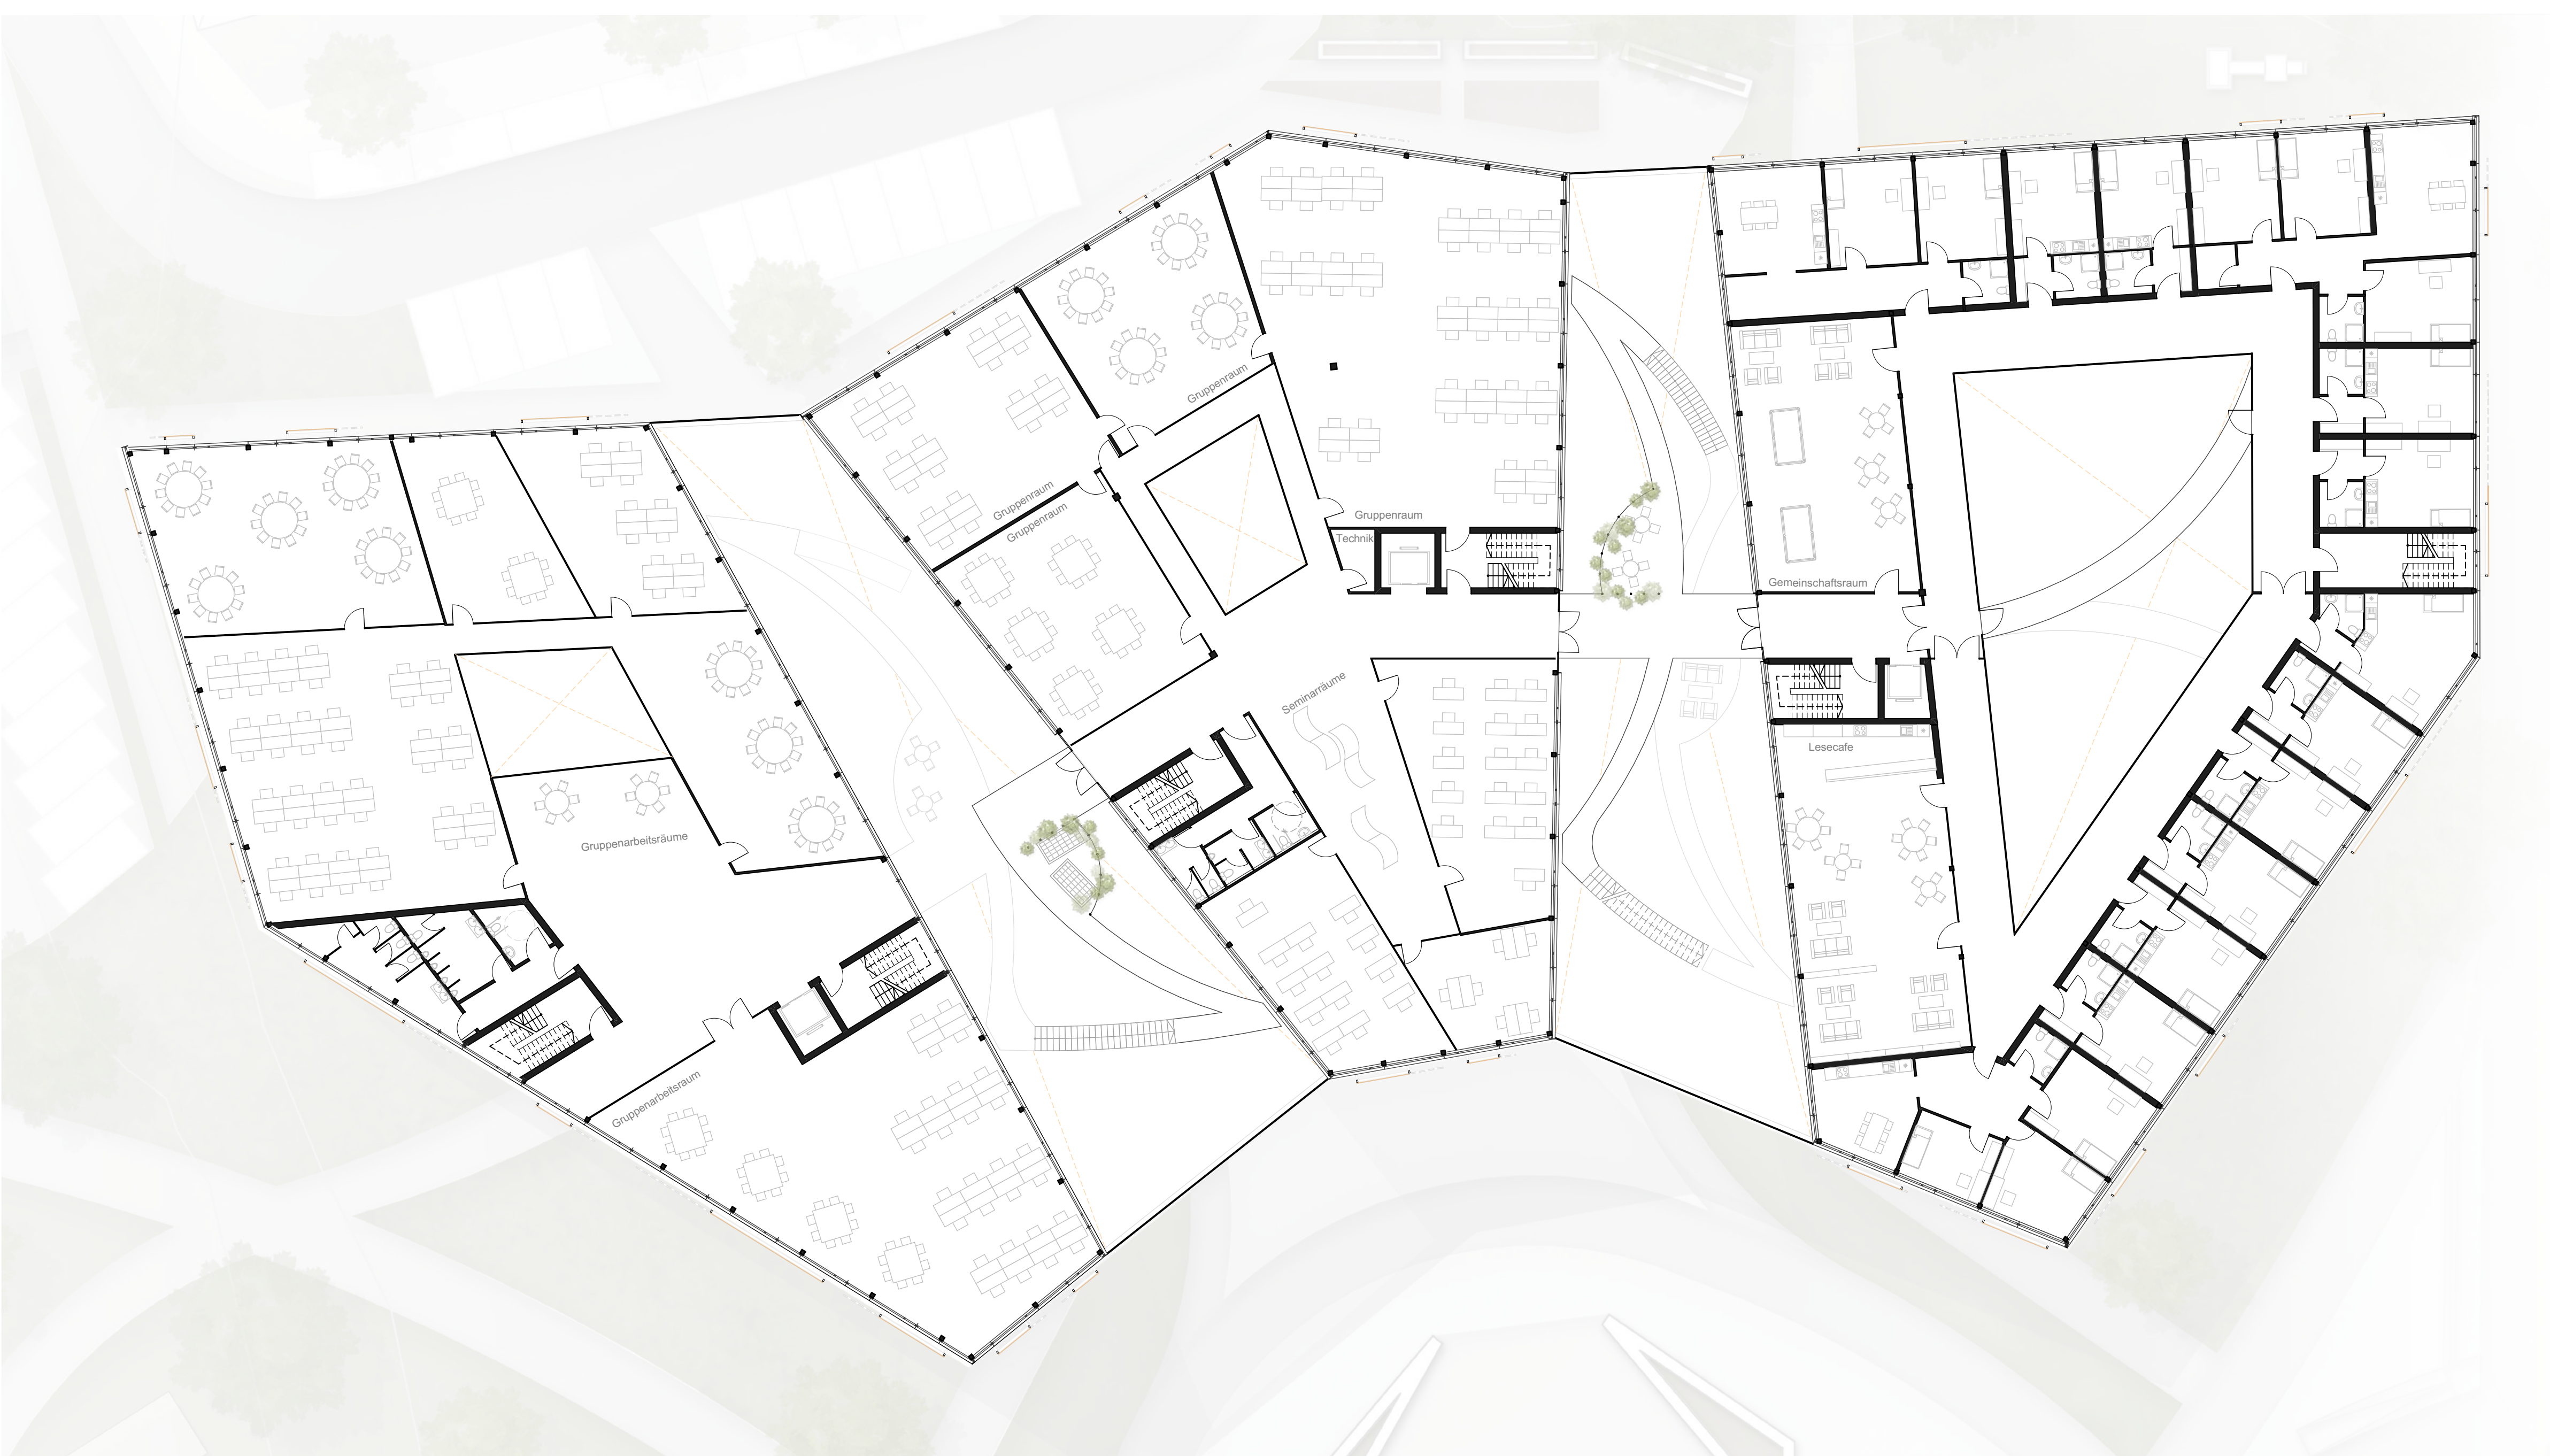 Gruppenraum
Gruppenraum
Gruppenraum
Gruppenraum
Technik
Gemeinschaftsraum
Seminarräume
Lesecafe
Gruppenarbeitsräume
Gruppenarbeitsraum